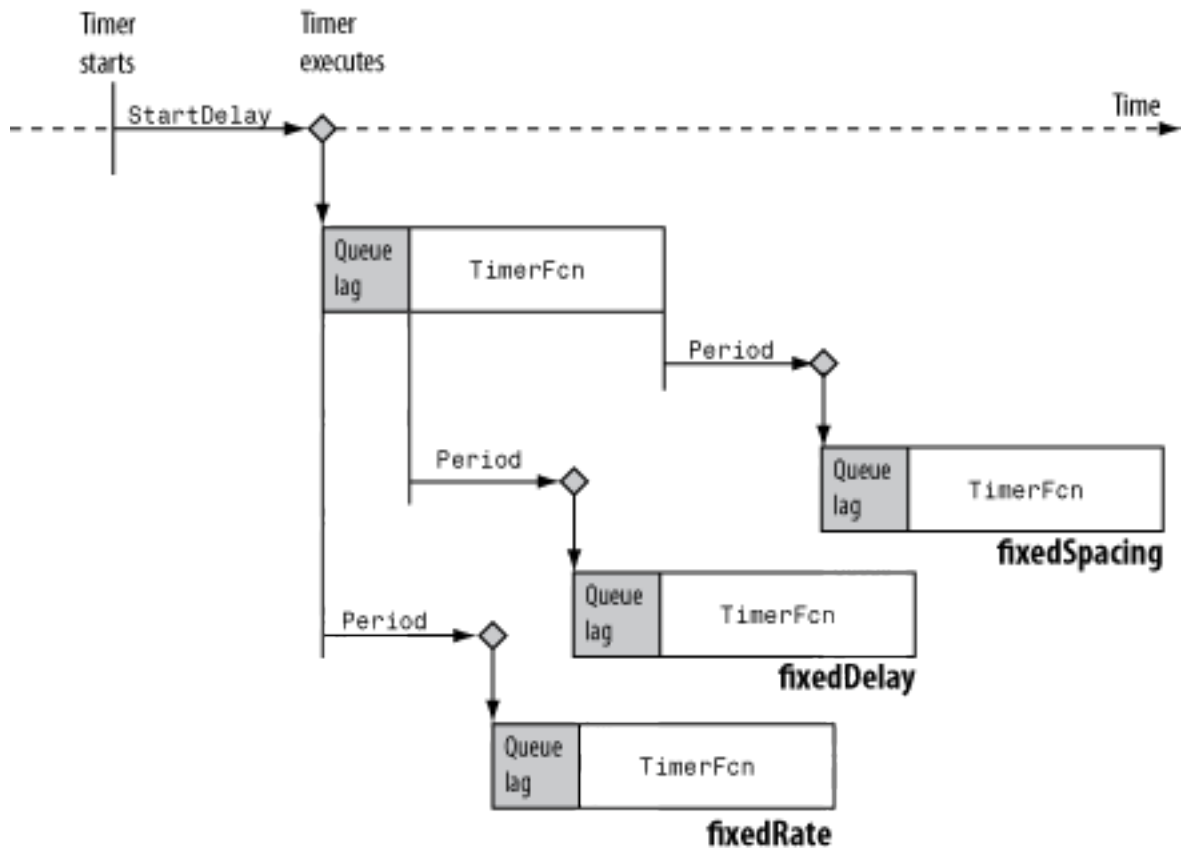 Timer
starts
Timer
executes
StartDelay
Time
Queue
lag
TimerFcn
Period
Queue
lag
TimerFcn
fixedSpacing
Period
Queue
lag
TimerFcn
fixedDelay
Period
Queue
lag
TimerFcn
fixedRate